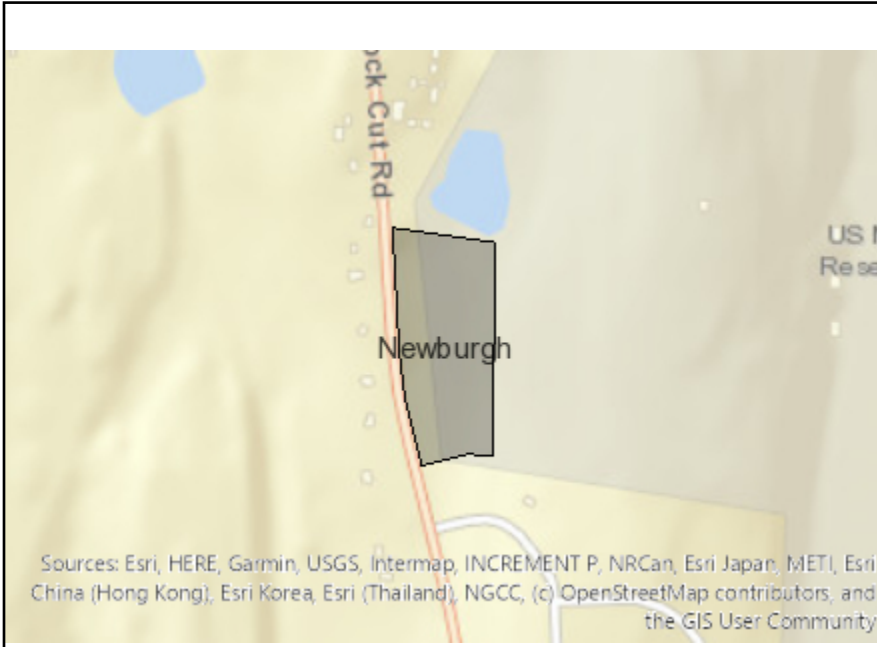 ock Cut Rd
US
Rese
Newburgh
Sources: Esri, HERE, Garmin, USGS, Intermap, INCREMENT P, NRCan, Esri Japan, METI, Esri
China (Hong Kong), Esri Korea, Esri (Thailand), NGCC, (c) OpenStreetMap contributors, and
the GIS User Community